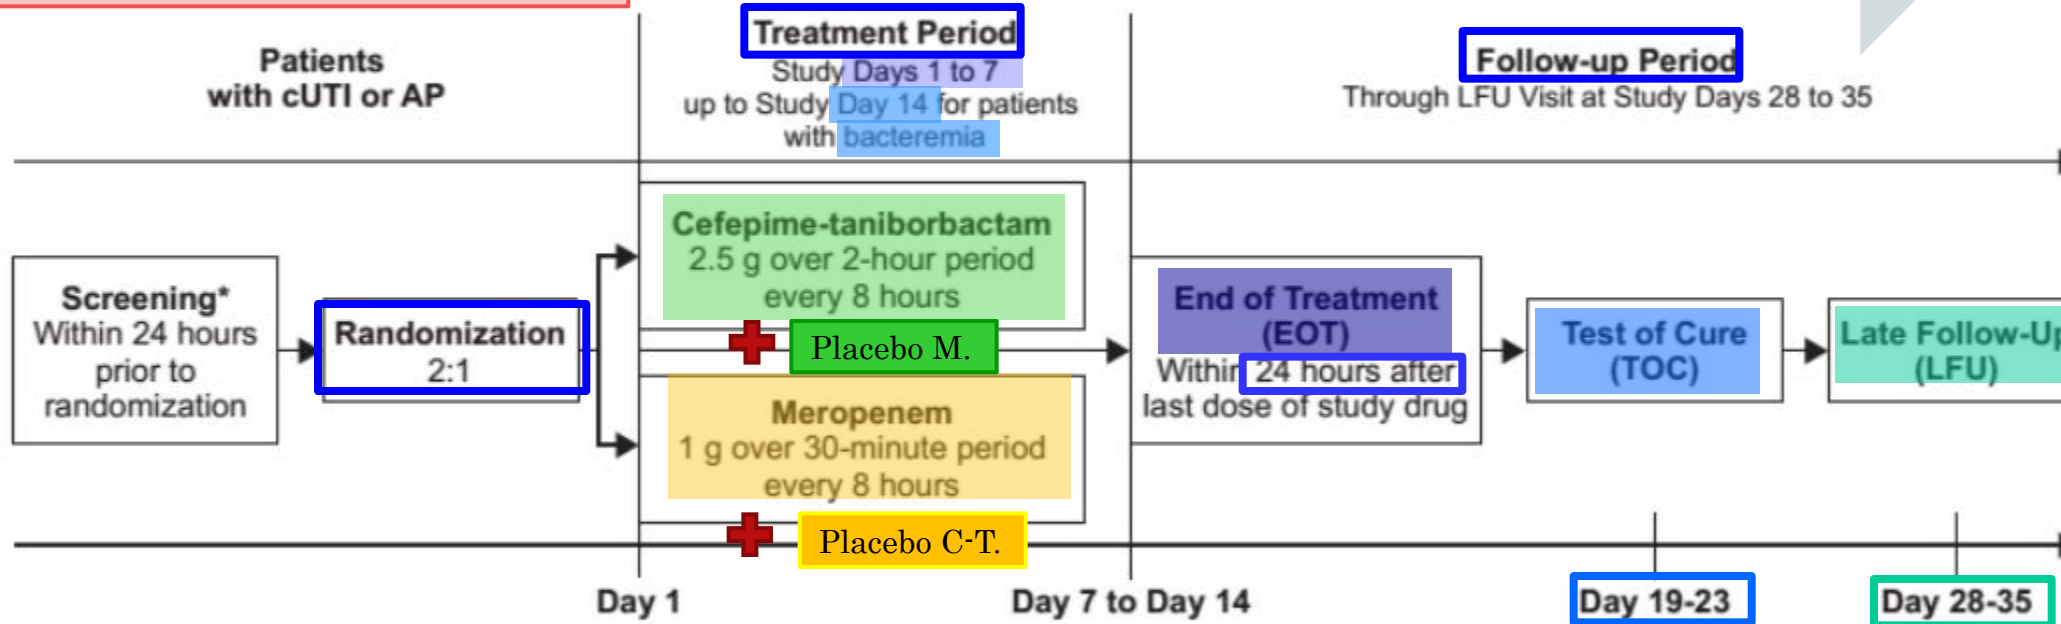 Patients
with cUTI or AP
Treatment Period
Study Days 1 to 7
up to Study Day 14 for patients
with bacteremia
Follow-up Period
Through LFU Visit at Study Days 28 to 35
Screening*
Within 24 hours
prior to
randomization
Randomization
2:1
Cefepime-taniborbactam
2.5 g over 2-hour period
every 8 hours
Placebo M.
Meropenem
1 g over 30-minute period
every 8 hours
Placebo C-T.
End of Treatment
(EOT)
Within 24 hours after
last dose of study drug
Test of Cure
(TOC)
Late Follow-Up
(LFU)
Day 1
Day 7 to Day 14
Day 19-23
Day 28-35